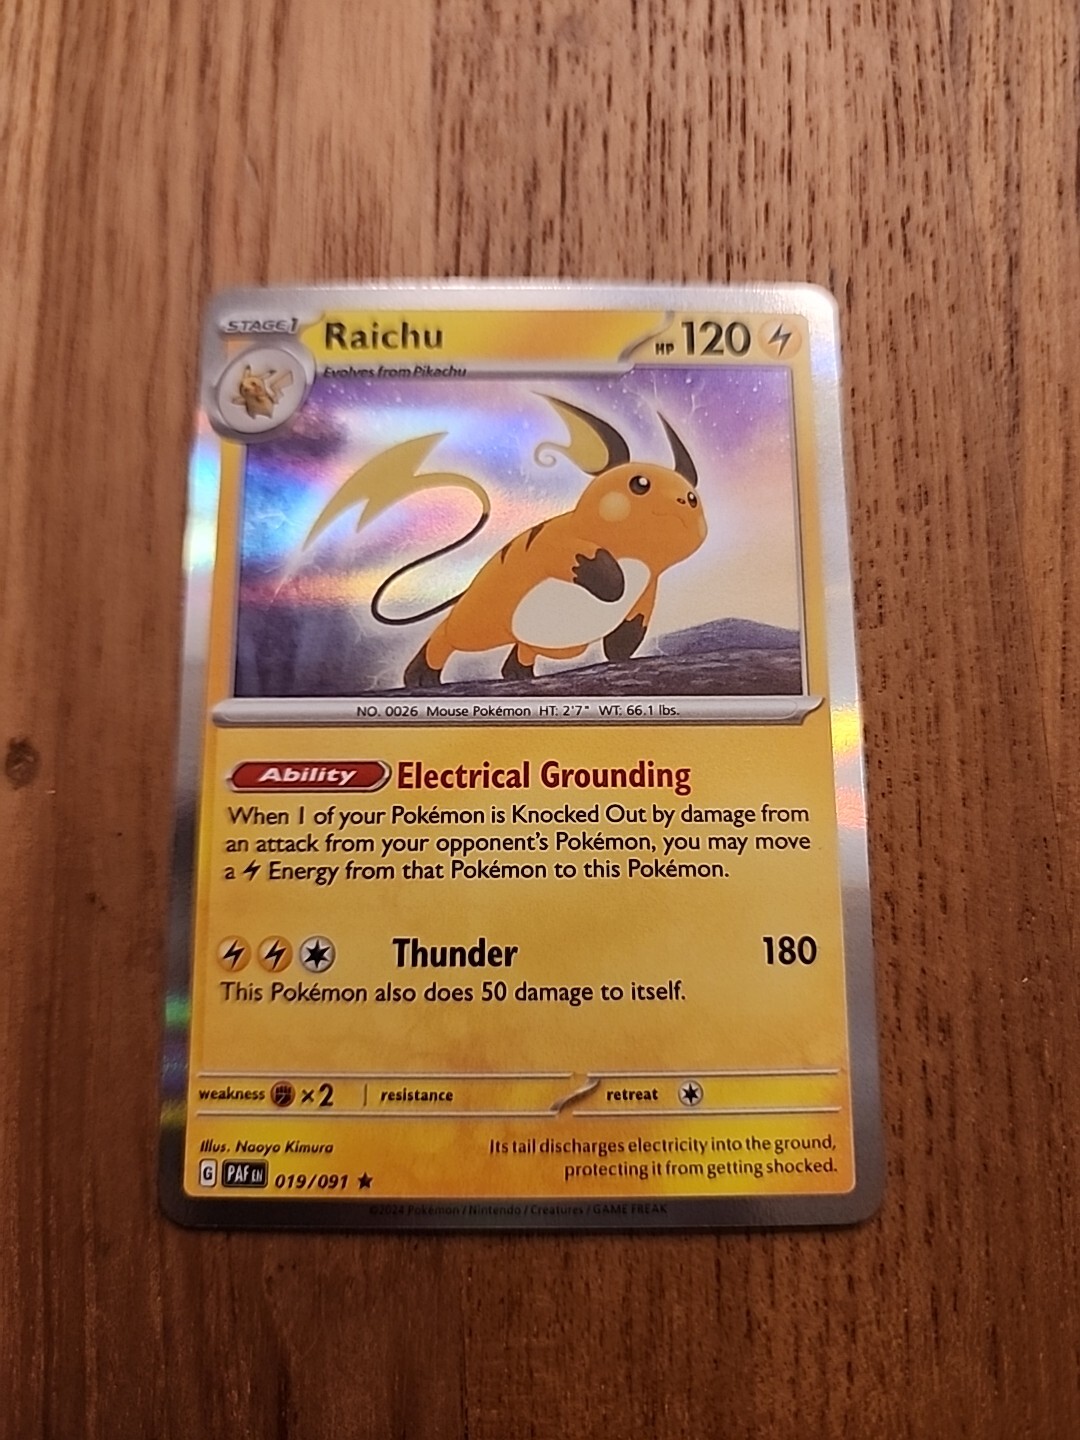 STAGE 1 Raichu HP 120
Evolves from Pikachu
NO. 0026 Mouse Pokémon HT: 2'7" WT: 66.1 lbs.
Ability Electrical Grounding
When 1 of your Pokémon is Knocked Out by damage from
an attack from your opponent's Pokémon, you may move
a Energy from that Pokémon to this Pokémon.
Thunder 180
This Pokémon also does 50 damage to itself.
weakness ×2 resistance retreat
Illus. Naoyo Kimura
Its tail discharges electricity into the ground,
protecting it from getting shocked.
G PAF EN 019/091 ★
©2024 Pokémon / Nintendo / Creatures / GAME FREAK